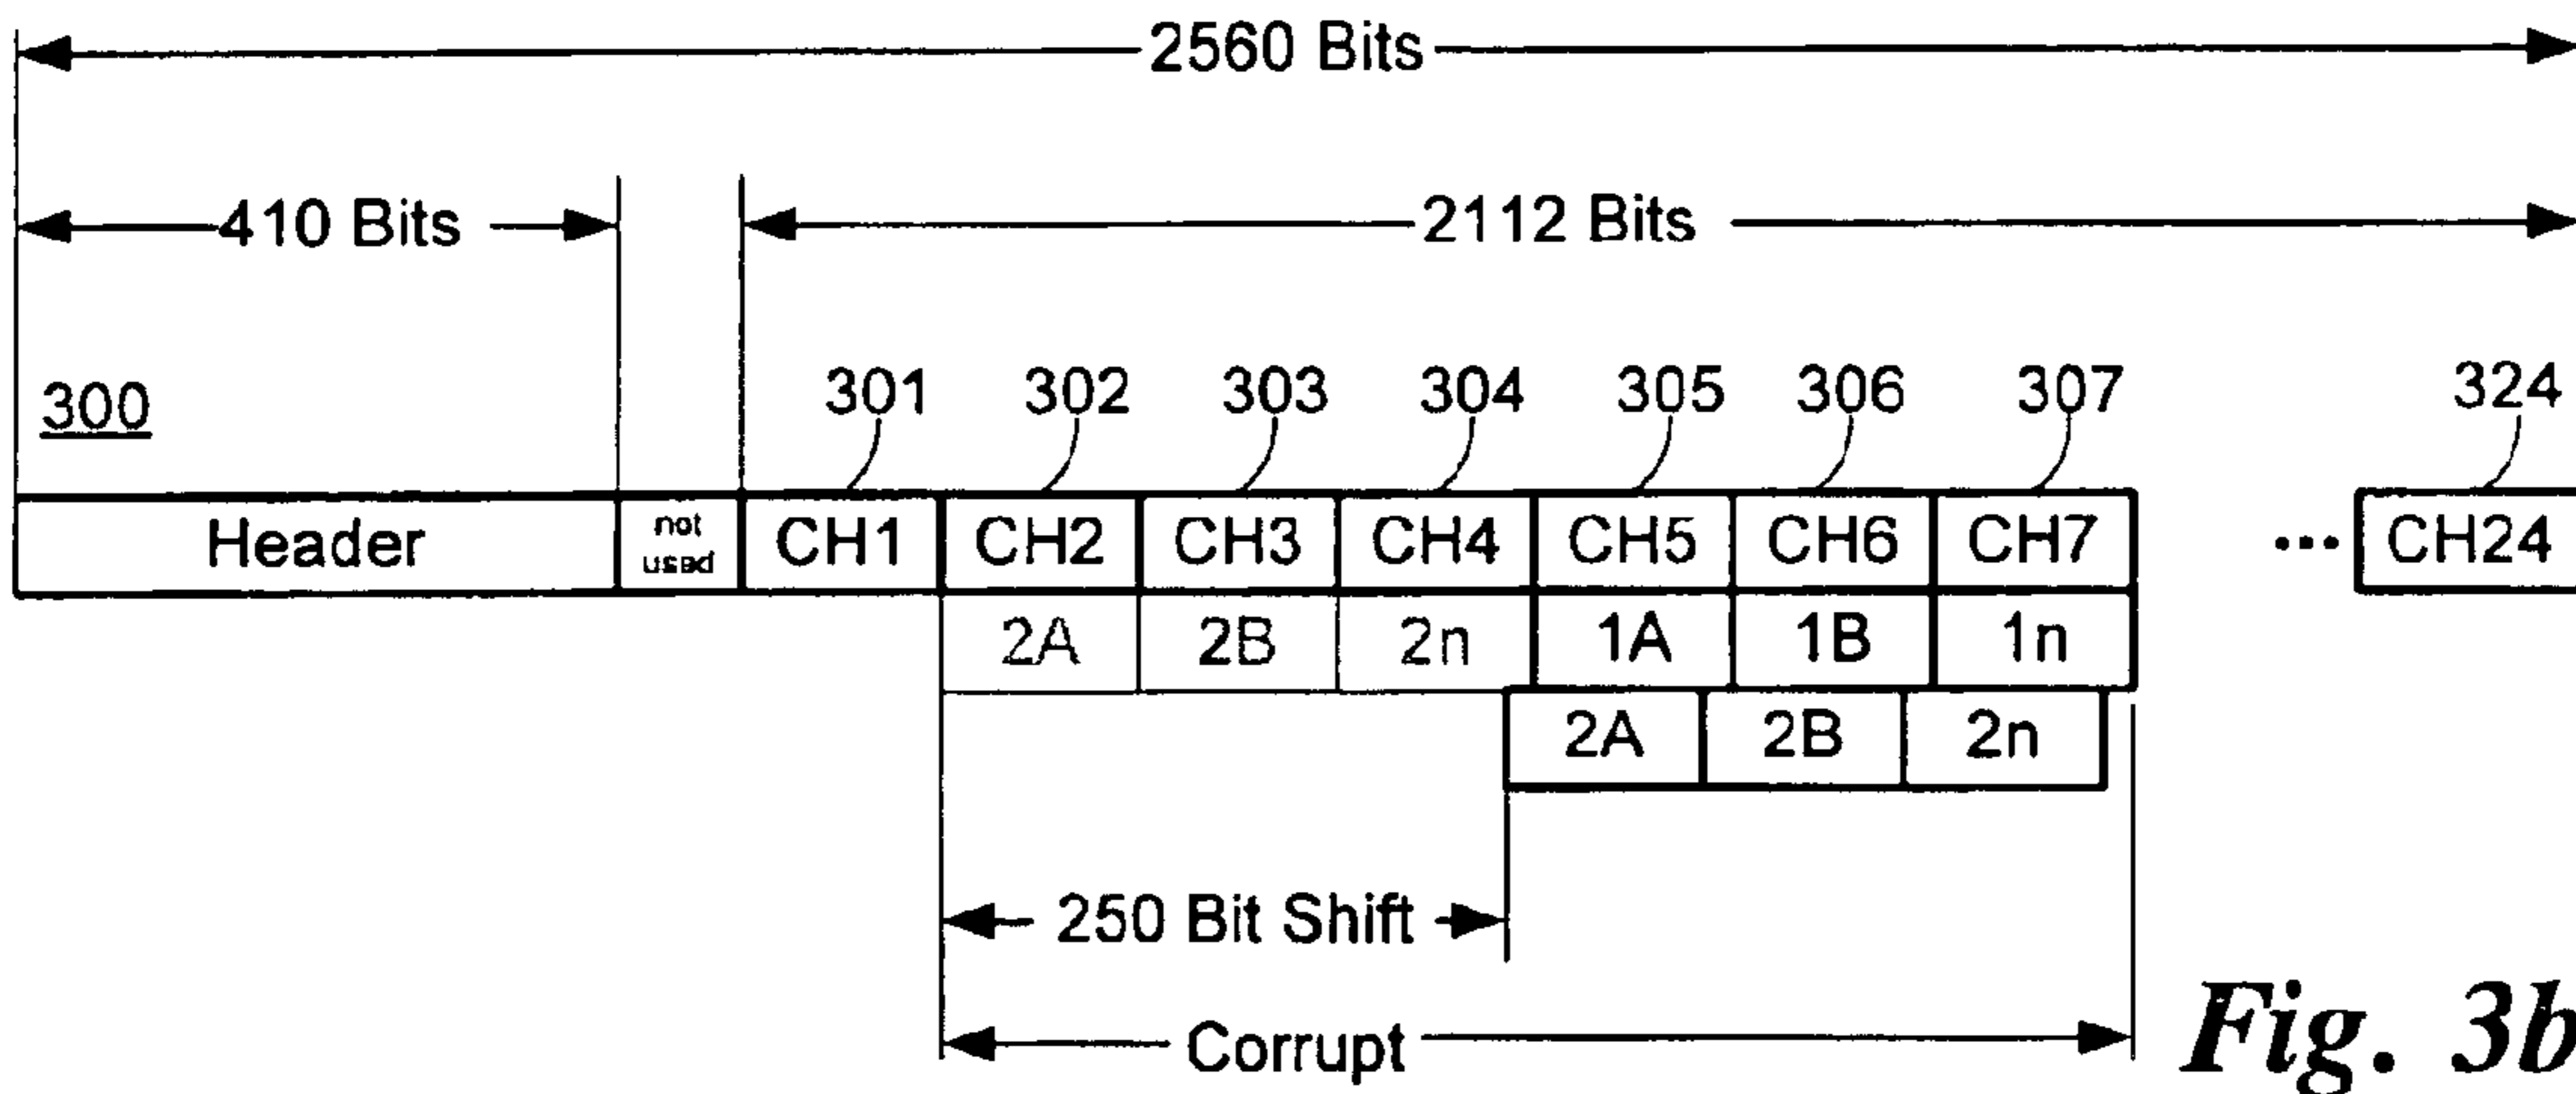 2560 Bits
410 Bits
2112 Bits
300
301 302 303 304 305 306 307 324
Header
not
used
CH1 CH2 CH3 CH4 CH5 CH6 CH7 ... CH24
2A 2B 2n 1A 1B 1n
2A 2B 2n
250 Bit Shift
Corrupt
Fig. 3b